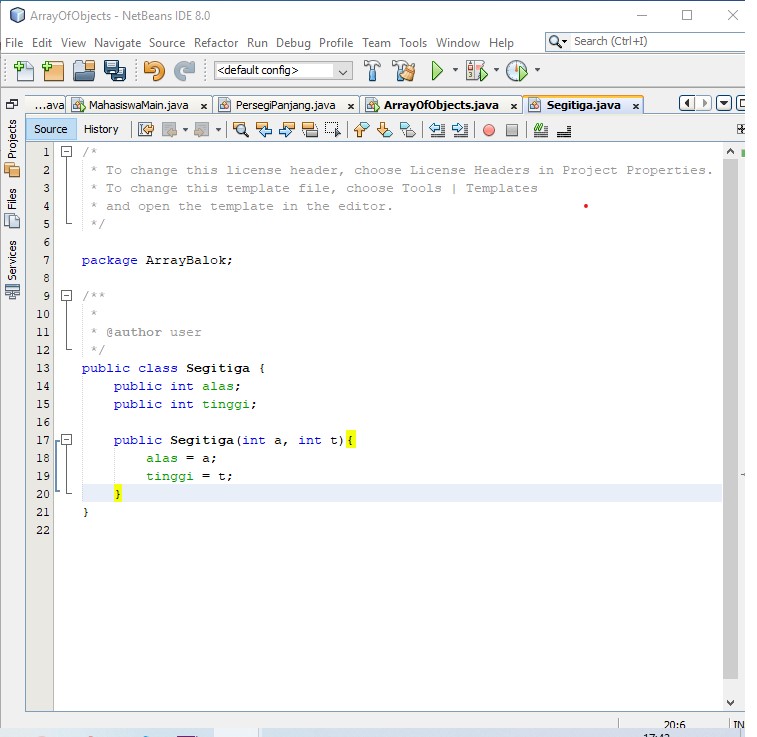 ArrayOfObjects - NetBeans IDE 8.0
File Edit View Navigate Source Refactor Run Debug Profile Team Tools Window Help
Search (Ctrl+I)
<default config>
...ava MahasiswaMain.java PersegiPanjang.java ArrayOfObjects.java Segitiga.java
Projects
Files
Services
Source History
1 /*
2 * To change this license header, choose License Headers in Project Properties.
3 * To change this template file, choose Tools | Templates
4 * and open the template in the editor.
5 */
6
7 package ArrayBalok;
8
9 /**
10 *
11 * @author user
12 */
13 public class Segitiga {
14 public int alas;
15 public int tinggi;
16
17 public Segitiga(int a, int t){
18 alas = a;
19 tinggi = t;
20 }
21 }
22
20:6 IN